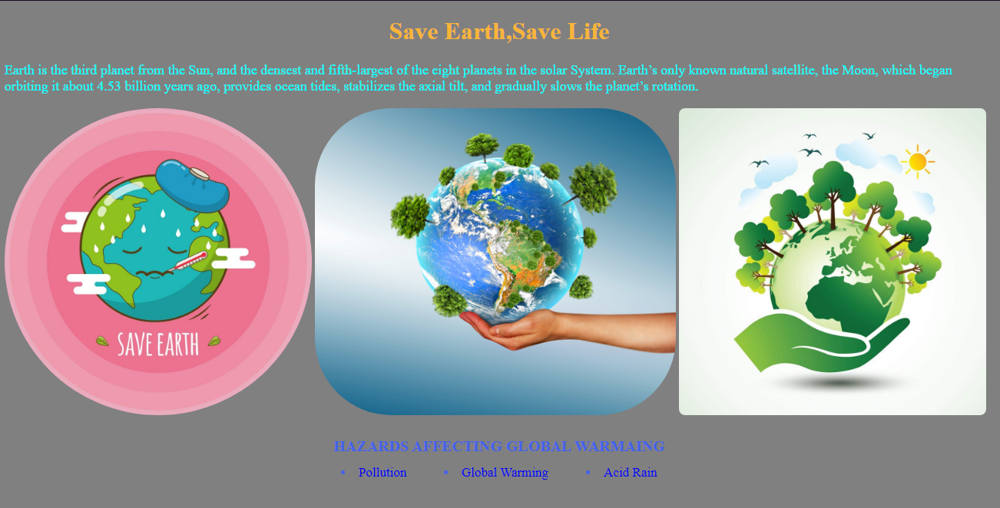 Save Earth,Save Life
Earth is the third planet from the Sun, and the densest and fifth-largest of the eight planets in the solar System. Earth’s only known natural satellite, the Moon, which began
orbiting it about 4.53 billion years ago, provides ocean tides, stabilizes the axial tilt, and gradually slows the planet’s rotation.
SAVE EARTH
HAZARDS AFFECTING GLOBAL WARMAING
• Pollution • Global Warming • Acid Rain